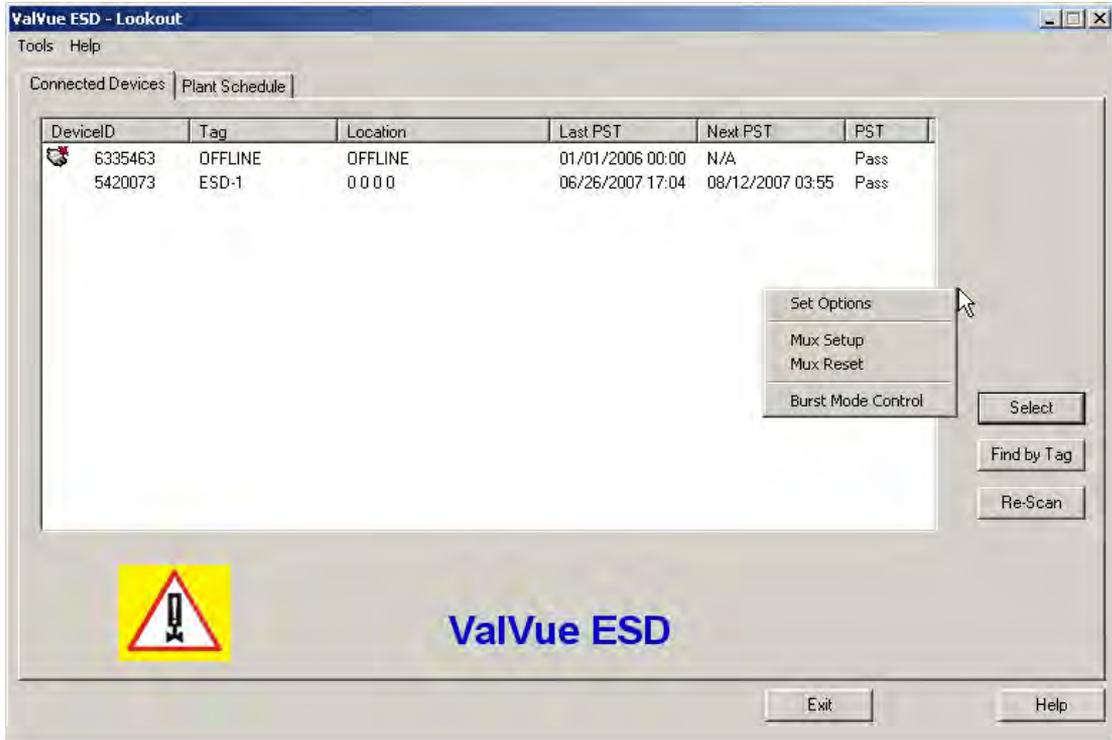 ValVue ESD - Lookout
Tools Help
Connected Devices Plant Schedule
DeviceID Tag Location Last PST Next PST PST
6335463 OFFLINE OFFLINE 01/01/2006 00:00 N/A Pass
5420073 ESD-1 0 0 0 0 06/26/2007 17:04 08/12/2007 03:55 Pass
Set Options
Mux Setup
Mux Reset
Burst Mode Control
Select
Find by Tag
Re-Scan
ValVue ESD
Exit Help